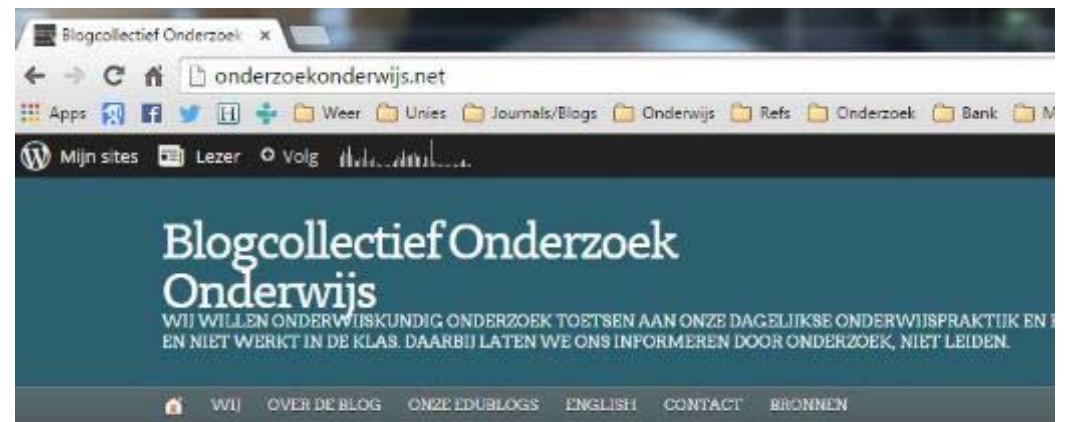 Blogcollectief Onderzoek
onderzoekonderwijs.net
Apps Weer Unies Journals/Blogs Onderwijs Refs Onderzoek Bank M
Mijn sites Lezer Volg
Blogcollectief Onderzoek
Onderwijs
WIJ WILLEN ONDERWIJSKUNDIG ONDERZOEK TOETSEN AAN ONZE DAGELIJKSE ONDERWIJSPRAKTIJK EN
EN NIET WERKT IN DE KLAS. DAARBIJ LATEN WE ONS INFORMEREN DOOR ONDERZOEK, NIET LEIDEN.
WIJ OVER DE BLOG ONZE EDUBLOGS ENGLISH CONTACT BRONNEN